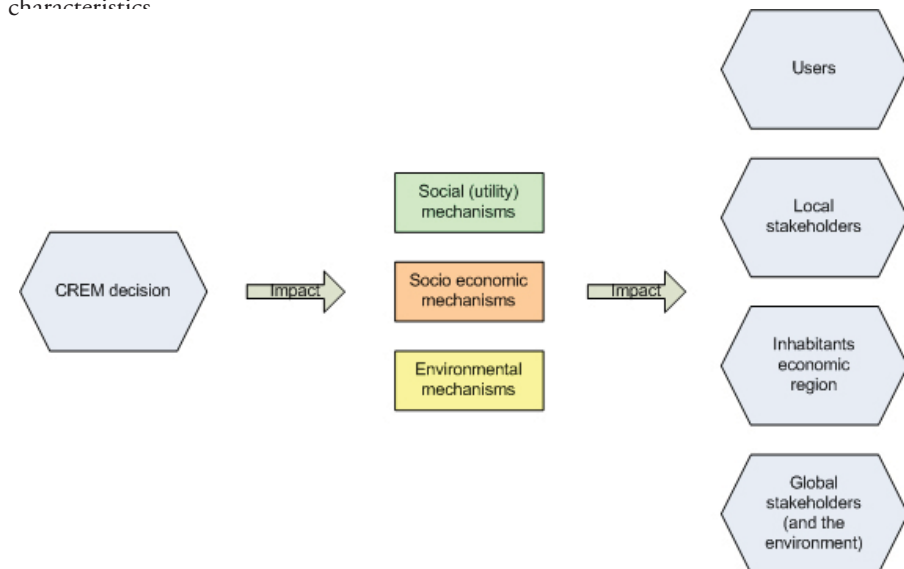 characteristics
Users
Social (utility)
mechanisms
Local
stakeholders
CREM decision
Impact
Socio economic
mechanisms
Impact
Environmental
mechanisms
Inhabitants
economic
region
Global
stakeholders
(and the
environment)